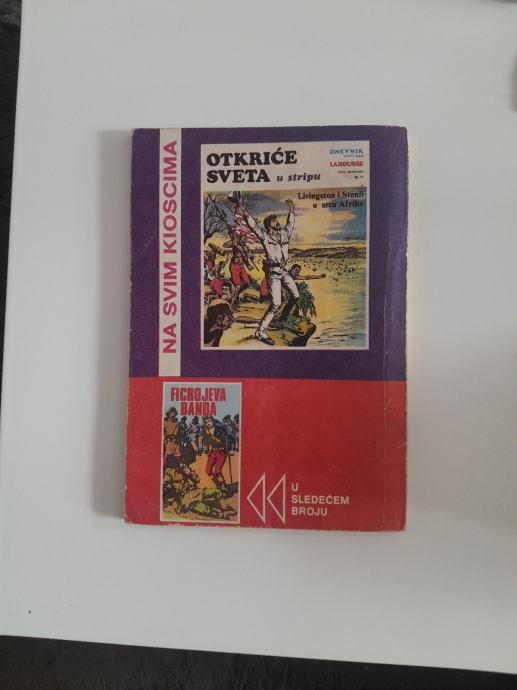 NA SVIM KIOSCIMA
OTKRIĆE
SVETA u stripu
DNEVNIK
LAROUSSE
Livingston i Stenli
u srcu Afrike
FICROJEVA
BANDA
U
SLEDEĆEM
BROJU